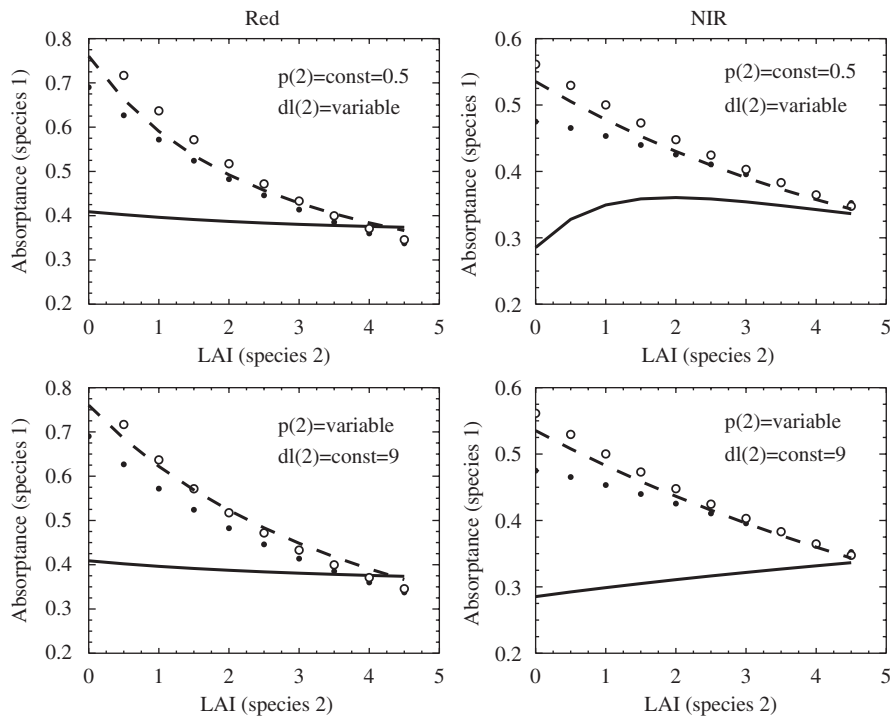 Red
NIR
Absorptance (species 1)
0.8
0.7
0.6
0.5
0.4
0.3
0.2
p(2)=const=0.5
dl(2)=variable
0 1 2 3 4 5
LAI (species 2)
Absorptance (species 1)
0.6
0.5
0.4
0.3
0.2
p(2)=const=0.5
dl(2)=variable
0 1 2 3 4 5
LAI (species 2)
Absorptance (species 1)
0.8
0.7
0.6
0.5
0.4
0.3
0.2
p(2)=variable
dl(2)=const=9
0 1 2 3 4 5
LAI (species 2)
Absorptance (species 1)
0.6
0.5
0.4
0.3
0.2
p(2)=variable
dl(2)=const=9
0 1 2 3 4 5
LAI (species 2)